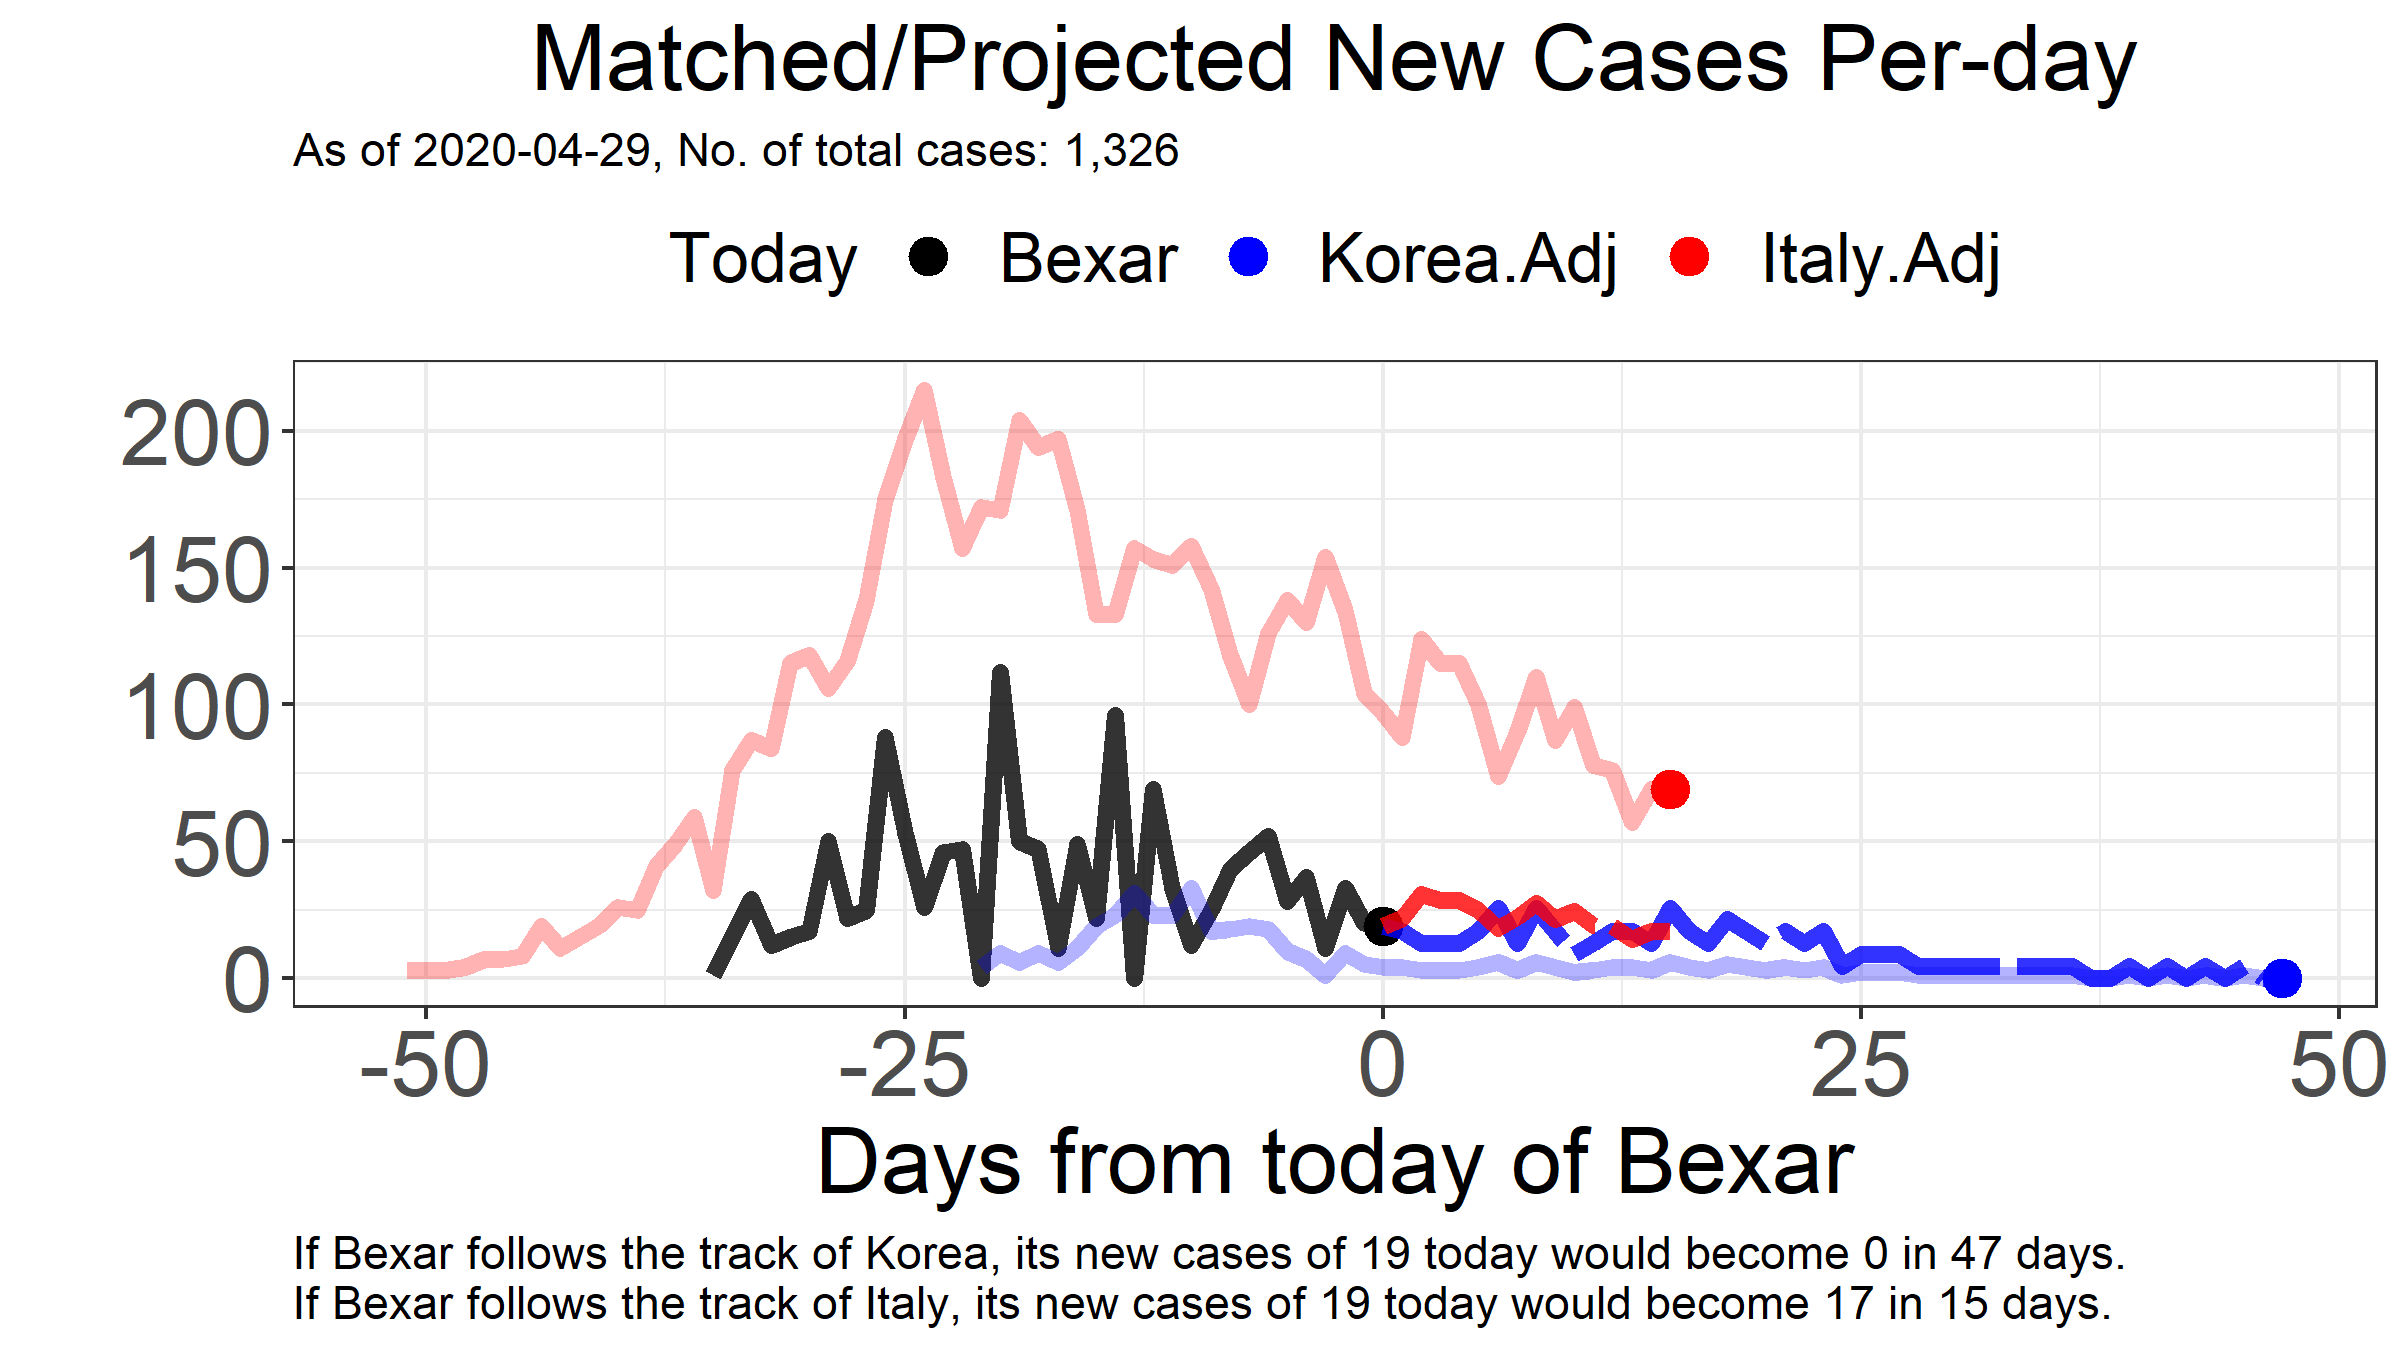 Matched/Projected New Cases Per-day
As of 2020-04-29, No. of total cases: 1,326
Today Bexar Korea.Adj Italy.Adj
200
150
100
50
0
-50 -25 0 25 50
Days from today of Bexar
If Bexar follows the track of Korea, its new cases of 19 today would become 0 in 47 days.
If Bexar follows the track of Italy, its new cases of 19 today would become 17 in 15 days.